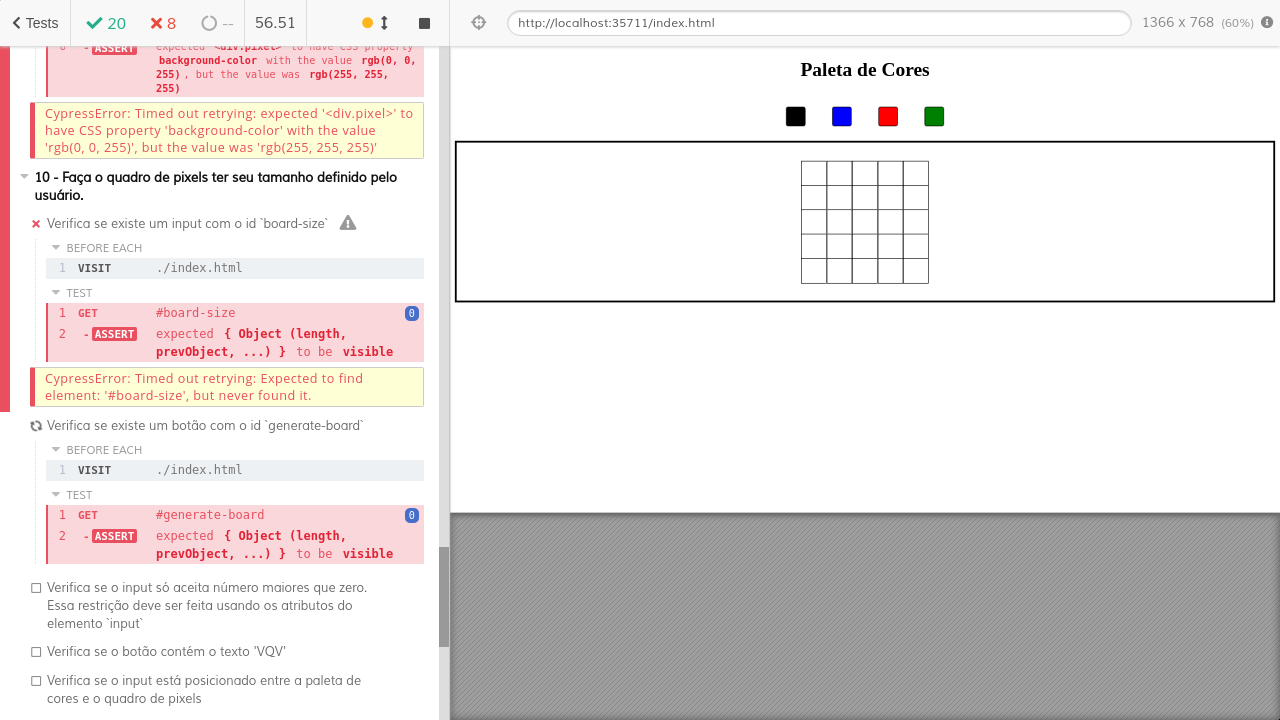 Tests
20
8
--
56.51
http://localhost:35711/index.html
1366 x 768 (60%)
- ASSERT expected <div.pixel> to have CSS property
background-color with the value rgb(0, 0,
255) , but the value was rgb(255, 255,
255)
CypressError: Timed out retrying: expected '<div.pixel>' to
have CSS property 'background-color' with the value
'rgb(0, 0, 255)', but the value was 'rgb(255, 255, 255)'
10 - Faça o quadro de pixels ter seu tamanho definido pelo
usuário.
Verifica se existe um input com o id `board-size`
BEFORE EACH
1 VISIT ./index.html
TEST
1 GET #board-size 0
2 - ASSERT expected { Object (length,
prevObject, ...) } to be visible
CypressError: Timed out retrying: Expected to find
element: '#board-size', but never found it.
Verifica se existe um botão com o id `generate-board`
BEFORE EACH
1 VISIT ./index.html
TEST
1 GET #generate-board 0
2 - ASSERT expected { Object (length,
prevObject, ...) } to be visible
Verifica se o input só aceita número maiores que zero.
Essa restrição deve ser feita usando os atributos do
elemento `input`
Verifica se o botão contém o texto 'VQV'
Verifica se o input está posicionado entre a paleta de
cores e o quadro de pixels
Paleta de Cores